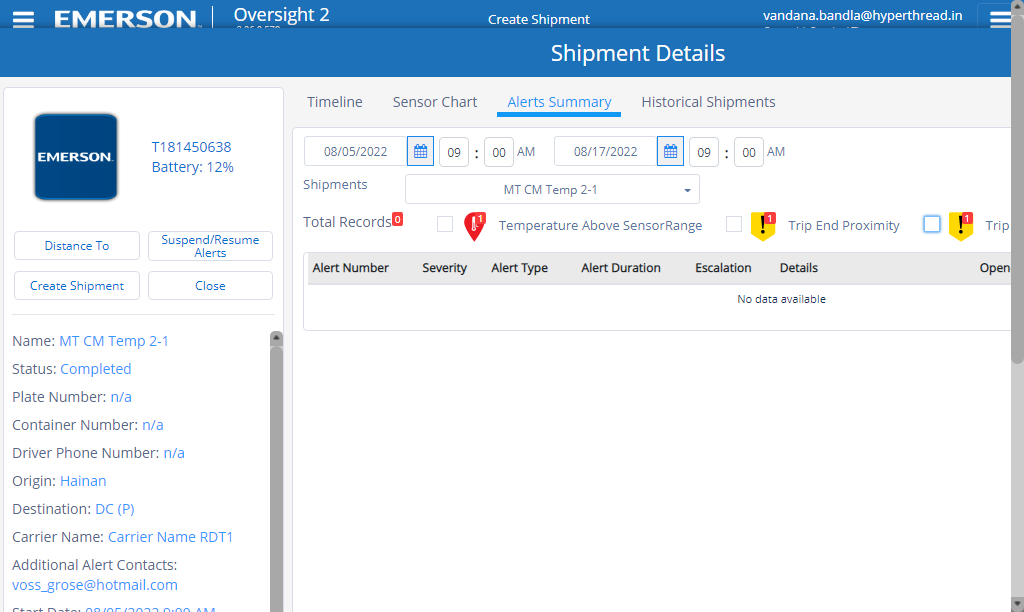 EMERSON
Oversight 2
Create Shipment
vandana.bandla@hyperthread.in
Shipment Details
EMERSON
T181450638
Battery: 12%
Distance To
Suspend/Resume
Alerts
Create Shipment
Close
Name: MT CM Temp 2-1
Status: Completed
Plate Number: n/a
Container Number: n/a
Driver Phone Number: n/a
Origin: Hainan
Destination: DC (P)
Carrier Name: Carrier Name RDT1
Additional Alert Contacts:
voss_grose@hotmail.com
Start Date: 08/05/2022 9:00 AM
Timeline Sensor Chart Alerts Summary Historical Shipments
08/05/2022 09 : 00 AM 08/17/2022 09 : 00 AM
Shipments MT CM Temp 2-1
Total Records 0 1 Temperature Above SensorRange 1 Trip End Proximity 1 Trip
Alert Number Severity Alert Type Alert Duration Escalation Details Open
No data available